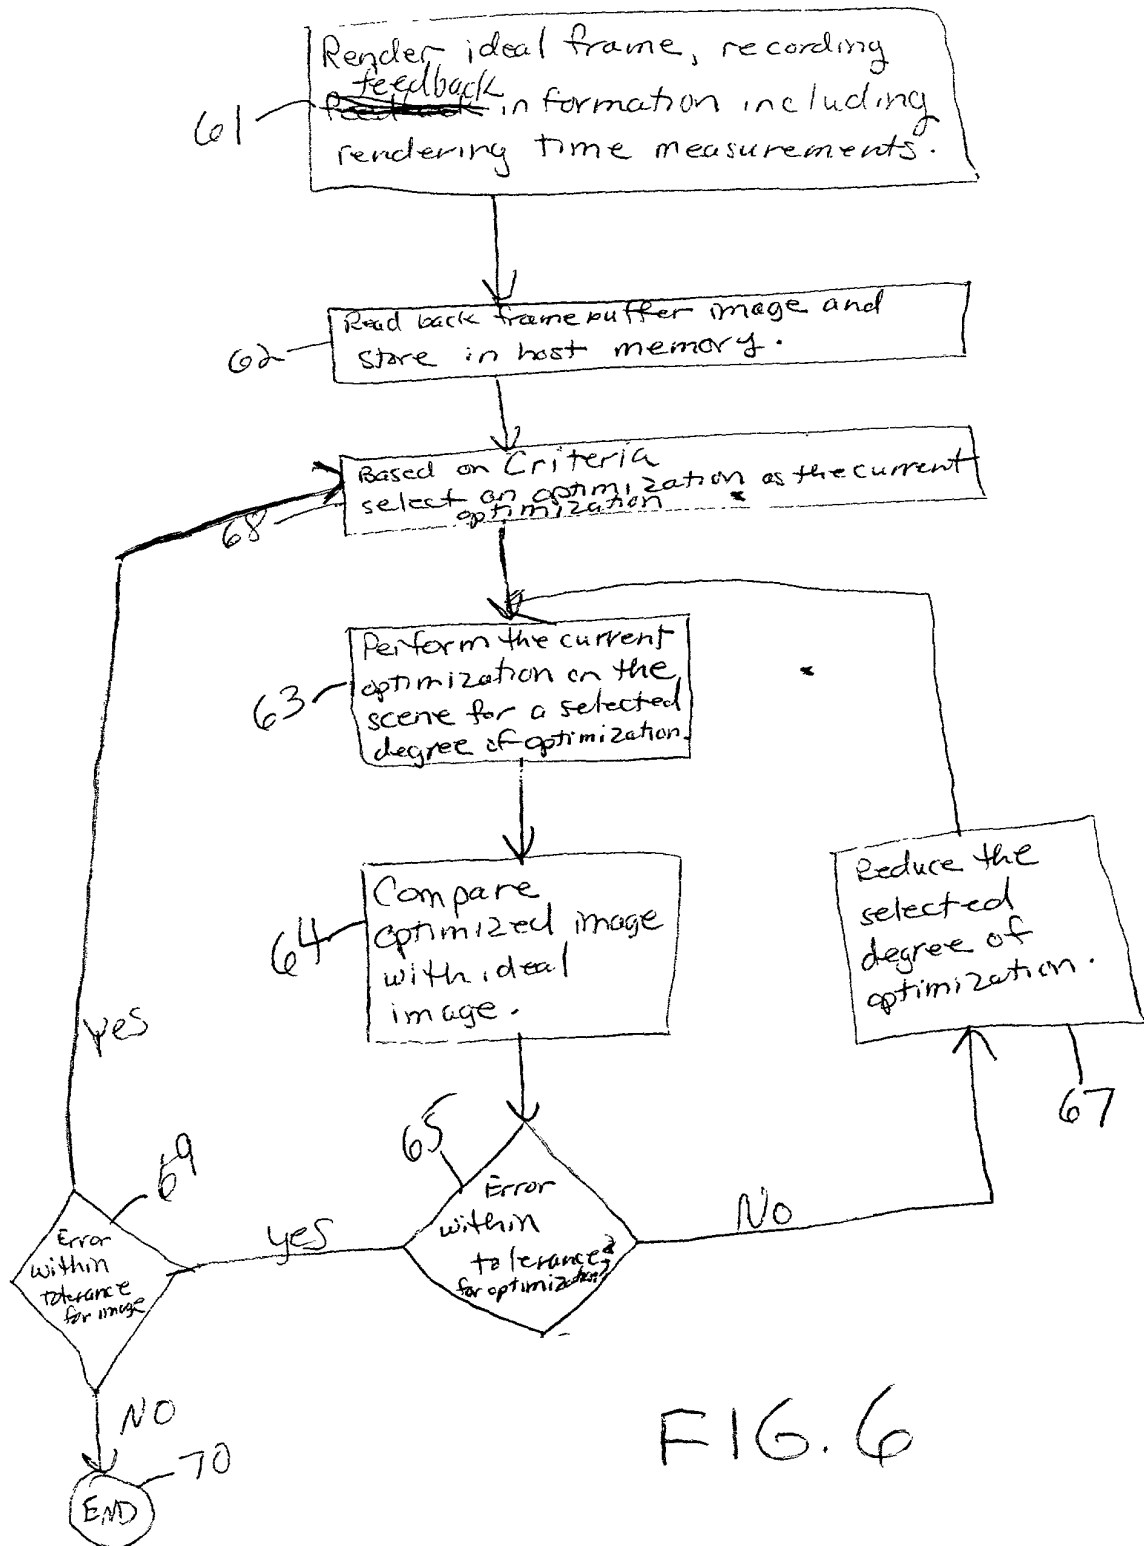 Render ideal frame, recording
feedback
information including
rendering time measurements.
61
Read back frame buffer image and
store in host memory.
62
Based on Criteria
select an optimization as the current
optimization
68
Perform the current
optimization on the
scene for a selected
degree of optimization.
63
Compare
optimized image
with ideal
image.
64
Reduce the
selected
degree of
optimization.
67
yes
65
Error
within
tolerance
for optimization?
No
yes
69
Error
within
tolerance
for image
NO
70
END
FIG. 6